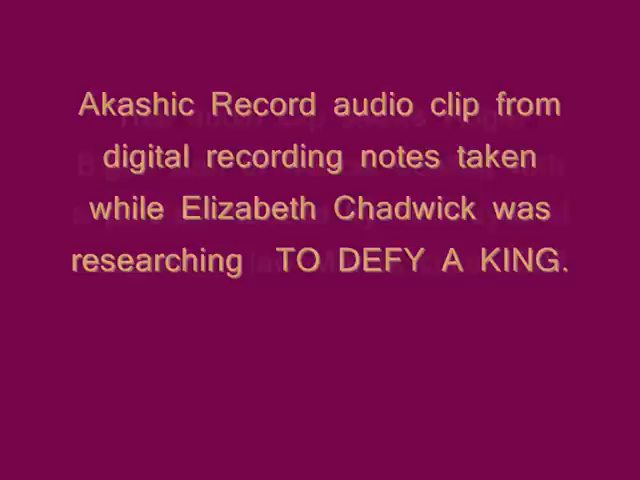 Akashic Record audio clip from
digital recording notes taken
while Elizabeth Chadwick was
researching TO DEFY A KING.